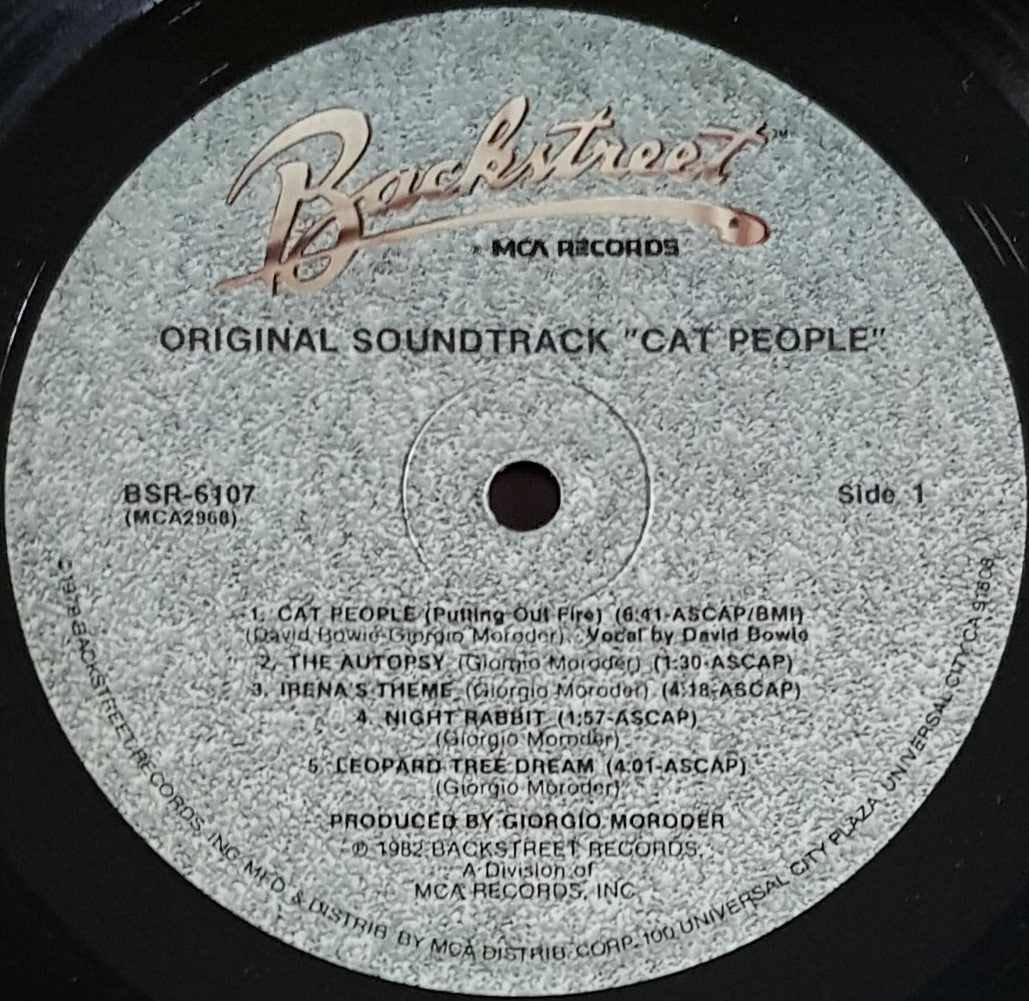 Backstreet™
MCA RECORDS
ORIGINAL SOUNDTRACK "CAT PEOPLE"
BSR-6107
(MCA2968)
Side 1
1. CAT PEOPLE (Putting Out Fire) (6:41-ASCAP/BMI)
(David Bowie-Giorgio Moroder) Vocal by David Bowie
2. THE AUTOPSY (Giorgio Moroder) (1:30-ASCAP)
3. IRENA'S THEME (Giorgio Moroder) (4:18-ASCAP)
4. NIGHT RABBIT (1:57-ASCAP)
(Giorgio Moroder)
5. LEOPARD TREE DREAM (4:01-ASCAP)
(Giorgio Moroder)
PRODUCED BY GIORGIO MORODER
℗ 1982 BACKSTREET RECORDS,
A Division of
MCA RECORDS, INC.
BACKSTREET RECORDS, INC. MFD & DISTRIB BY MCA DISTRIB. CORP. 100 UNIVERSAL CITY PLAZA UNIVERSAL CITY CA 91608